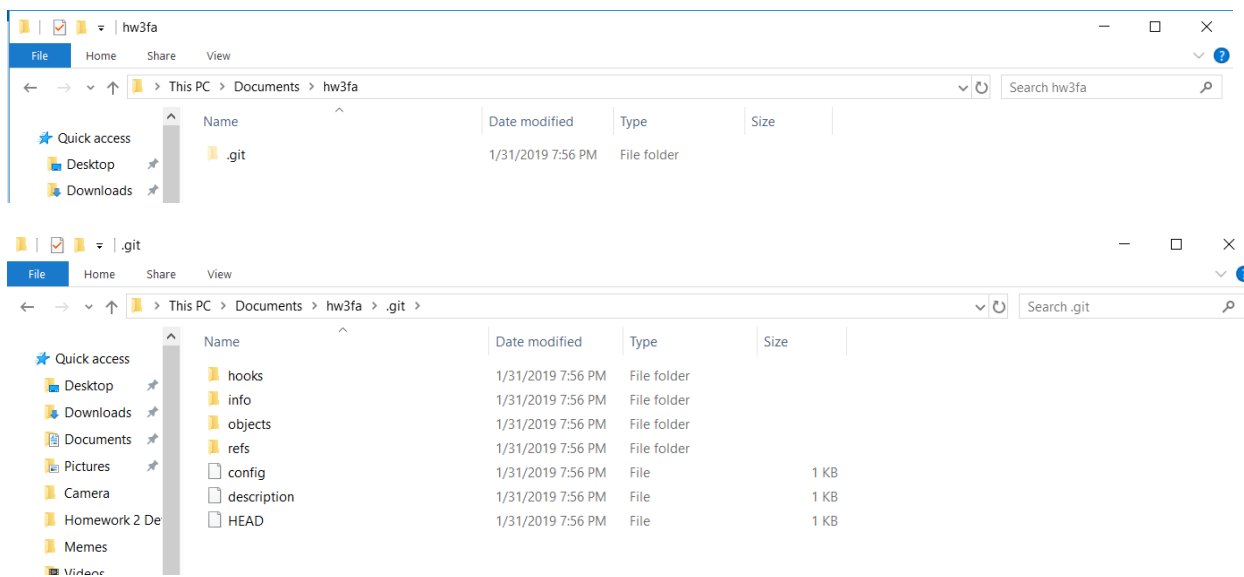 hw3fa
File Home Share View
This PC > Documents > hw3fa Search hw3fa
Name Date modified Type Size
Quick access
.git 1/31/2019 7:56 PM File folder
Desktop
Downloads
.git
File Home Share View
This PC > Documents > hw3fa > .git > Search .git
Name Date modified Type Size
Quick access
hooks 1/31/2019 7:56 PM File folder
Desktop
info 1/31/2019 7:56 PM File folder
Downloads
objects 1/31/2019 7:56 PM File folder
Documents
refs 1/31/2019 7:56 PM File folder
Pictures
config 1/31/2019 7:56 PM File 1 KB
Camera
description 1/31/2019 7:56 PM File 1 KB
Homework 2 De
HEAD 1/31/2019 7:56 PM File 1 KB
Memes
Videos